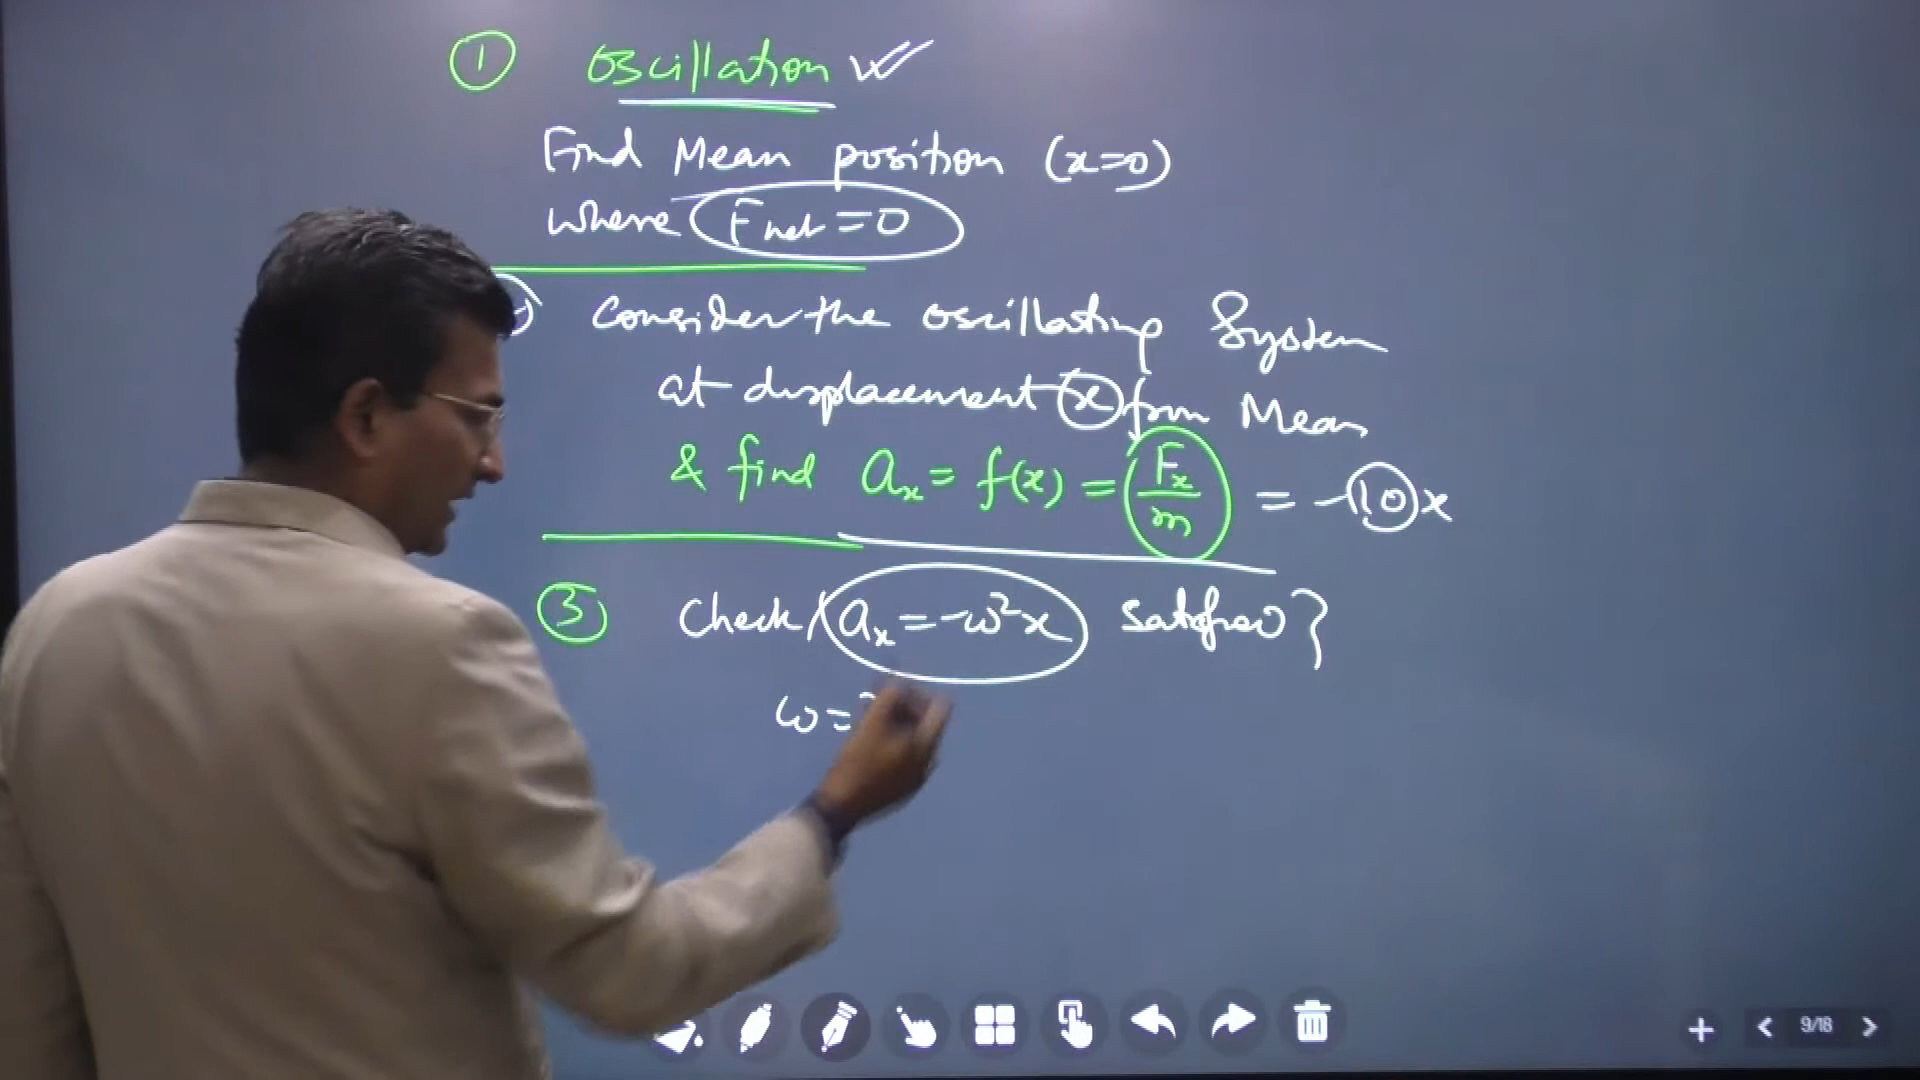 ① Oscillation
Find Mean position (x=0)
where Fnet = 0
Consider the oscillating System
at displacement x from Mean
& find aₓ = f(x) = Fₓ/m = -10x
③ Check aₓ = -ω²x
ω =
9/18